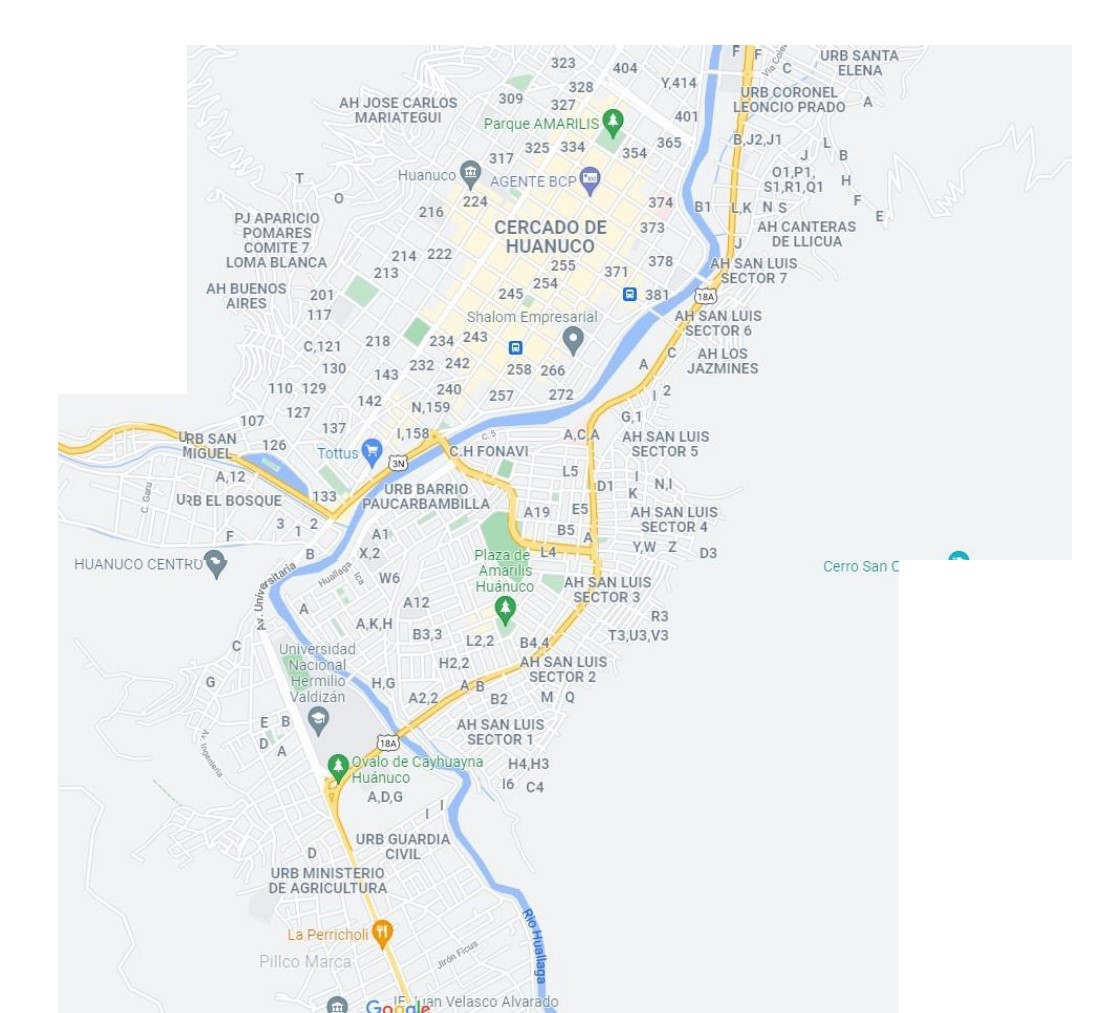 323
404
F
F
Via Colec
URB SANTA
ELENA
C
328
Y,414
309
327
URB CORONEL
LEONCIO PRADO
A
AH JOSE CARLOS
MARIATEGUI
Parque AMARILIS
401
325
334
354
365
B,J2,J1
L
J
B
317
Huanuco
AGENTE BCP
O1,P1,
S1,R1,Q1
H
T
O
224
374
B1
L,K
N
S
F
E
216
PJ APARICIO
POMARES
COMITE 7
LOMA BLANCA
CERCADO DE
HUANUCO
373
AH CANTERAS
DE LLICUA
J
214
222
213
255
371
378
AH SAN LUIS
SECTOR 7
254
AH BUENOS
AIRES
201
245
381
18A
117
Shalom Empresarial
AH SAN LUIS
SECTOR 6
C,121
218
234
243
C
AH LOS
JAZMINES
130
143
232
242
258
266
A
110
129
240
257
272
I
2
142
N,159
127
107
137
I,158
C. 5
A,C,A
G,1
AH SAN LUIS
SECTOR 5
URB SAN
MIGUEL
126
Tottus
3N
C.H FONAVI
A,12
L5
I
N,I
C. Garu
URB EL BOSQUE
133
URB BARRIO
PAUCARBAMBILLA
D1
K
A19
E5
AH SAN LUIS
SECTOR 4
3
1
2
F
A1
B5
A
HUANUCO CENTRO
B
X,2
Plaza de
Amarilis
Huánuco
L4
Y,W
Z
D3
Cerro San C
Av. Universitaria
Huallaga
Ica
W6
AH SAN LUIS
SECTOR 3
A
A12
A,K,H
R3
B3,3
L2,2
B4,4
T3,U3,V3
C
Universidad
Nacional
Hermilio
Valdizán
H2,2
AH SAN LUIS
SECTOR 2
G
H,G
A2,2
A
B
B2
M
Q
E
B
D
A
Av. Ingeniería
18A
AH SAN LUIS
SECTOR 1
Ovalo de Cayhuayna
Huánuco
H4,H3
I6
C4
A,D,G
I
I
URB GUARDIA
CIVIL
D
URB MINISTERIO
DE AGRICULTURA
La Perricholi
Rio Huallaga
Pillco Marca
Jirón Ficus
Google
IE Juan Velasco Alvarado